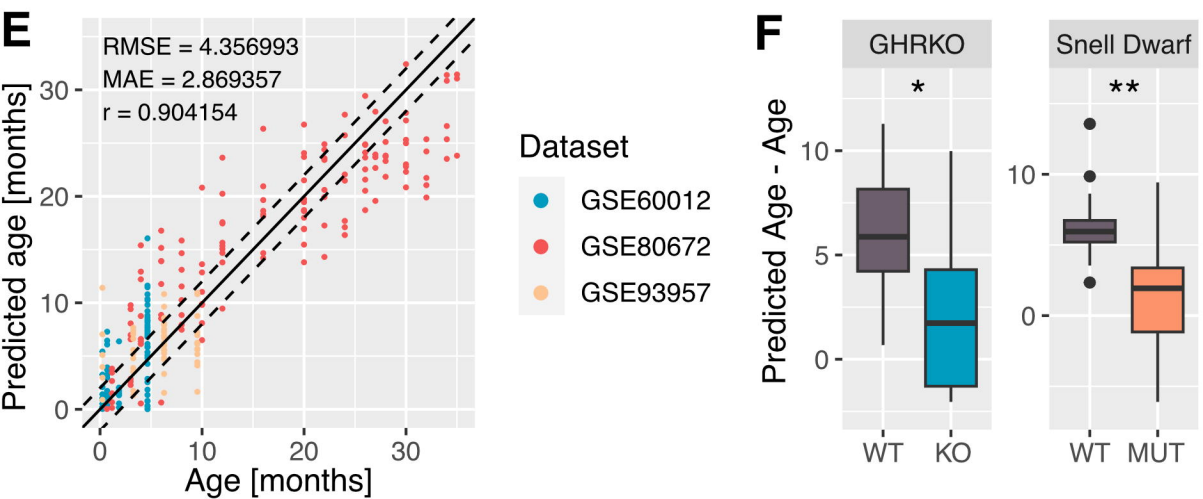 E
RMSE = 4.356993
MAE = 2.869357
r = 0.904154
Predicted age [months]
30
20
10
0
0 10 20 30
Age [months]
Dataset
GSE60012
GSE80672
GSE93957
F
GHRKO
Snell Dwarf
*
**
Predicted Age - Age
10
5
0
10
0
WT KO
WT MUT